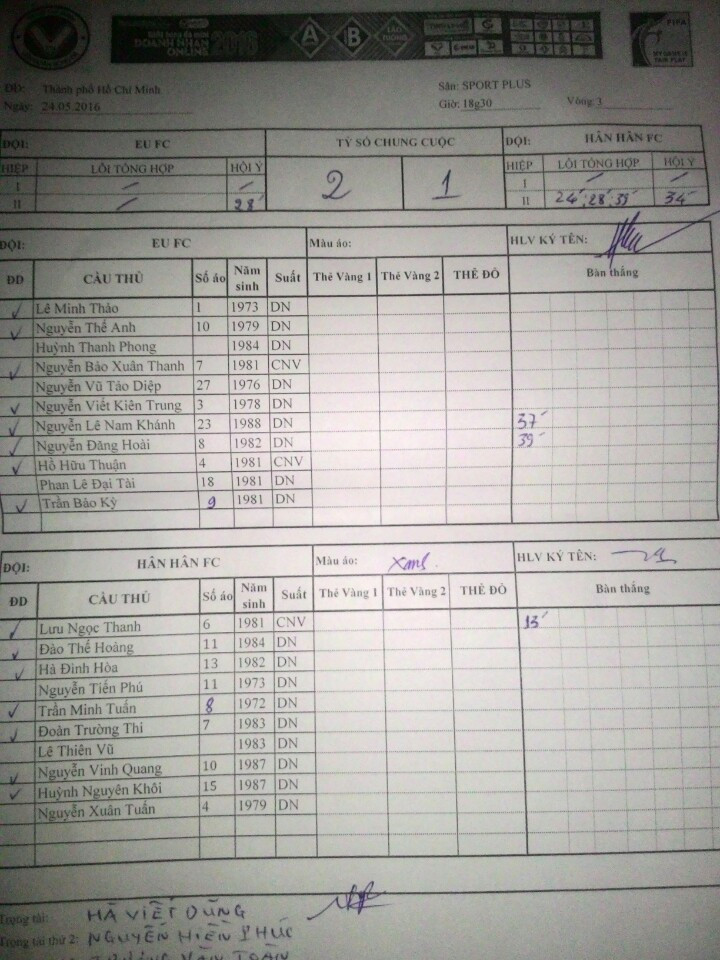 DOANH NHÂN
ONLINE 2016
A B
FIFA
MY GAME IS
FAIR PLAY
DĐ: Thành phố Hồ Chí Minh Sân: SPORT PLUS
Ngày: 24.05.2016 Giờ: 18g30 Vòng: 3
ĐỘI: EU FC TỶ SỐ CHUNG CUỘC ĐỘI: HÂN HÂN FC
HIỆP LỖI TỔNG HỢP HỘI Ý 2 1 HIỆP LỖI TỔNG HỢP HỘI Ý
I – – I – –
II – 28' II 24' 28' 39' 34'
ĐỘI: EU FC Màu áo: HLV KÝ TÊN:
ĐD CẦU THỦ Số áo Năm sinh Suất Thẻ Vàng 1 Thẻ Vàng 2 THẺ ĐỎ Bàn thắng
✓ Lê Minh Thảo 1 1973 DN
✓ Nguyễn Thế Anh 10 1979 DN
Huỳnh Thanh Phong 1984 DN
✓ Nguyễn Bảo Xuân Thanh 7 1981 CNV
Nguyễn Vũ Tảo Diệp 27 1976 DN
✓ Nguyễn Viết Kiên Trung 3 1978 DN
✓ Nguyễn Lê Nam Khánh 23 1988 DN 37'
✓ Nguyễn Đăng Hoài 8 1982 DN 39'
✓ Hồ Hữu Thuận 4 1981 CNV
Phan Lê Đại Tài 18 1981 DN
✓ Trần Bảo Kỳ 9 1981 DN
ĐỘI: HÂN HÂN FC Màu áo: HLV KÝ TÊN:
ĐD CẦU THỦ Số áo Năm sinh Suất Thẻ Vàng 1 Thẻ Vàng 2 THẺ ĐỎ Bàn thắng
✓ Lưu Ngọc Thanh 6 1981 CNV 13'
✓ Đào Thế Hoàng 11 1984 DN
✓ Hà Đình Hòa 13 1982 DN
Nguyễn Tiến Phú 11 1973 DN
✓ Trần Minh Tuấn 8 1972 DN
✓ Đoàn Trường Thi 7 1983 DN
Lê Thiên Vũ 1983 DN
✓ Nguyễn Vinh Quang 10 1987 DN
✓ Huỳnh Nguyên Khôi 15 1987 DN
Nguyễn Xuân Tuấn 4 1979 DN
Trọng tài: HÀ VIẾT DŨNG
Trọng tài thứ 2: NGUYỄN HIỀN PHÚC
VĂN TOÀN